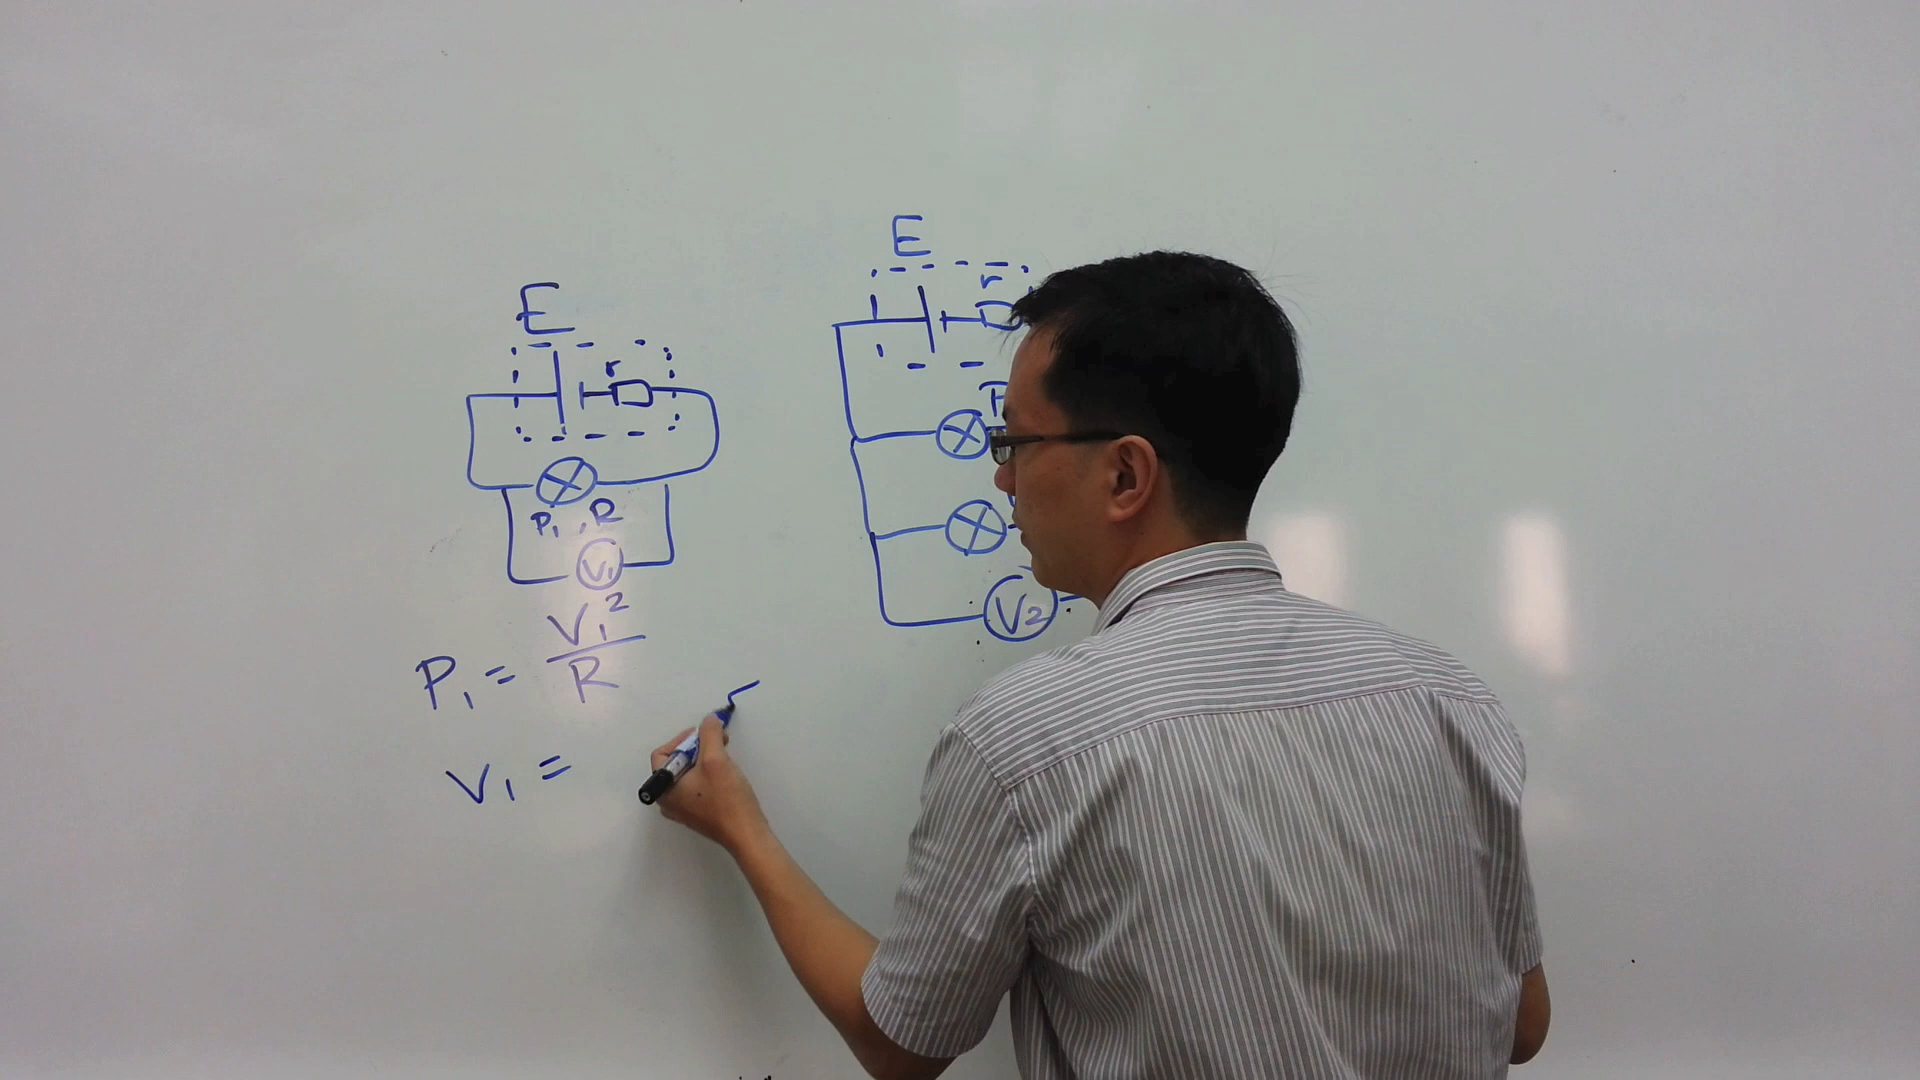 E
r
P₁ , R
V₁
P₁ = V₁² / R
V₁ =
E
r
V₂